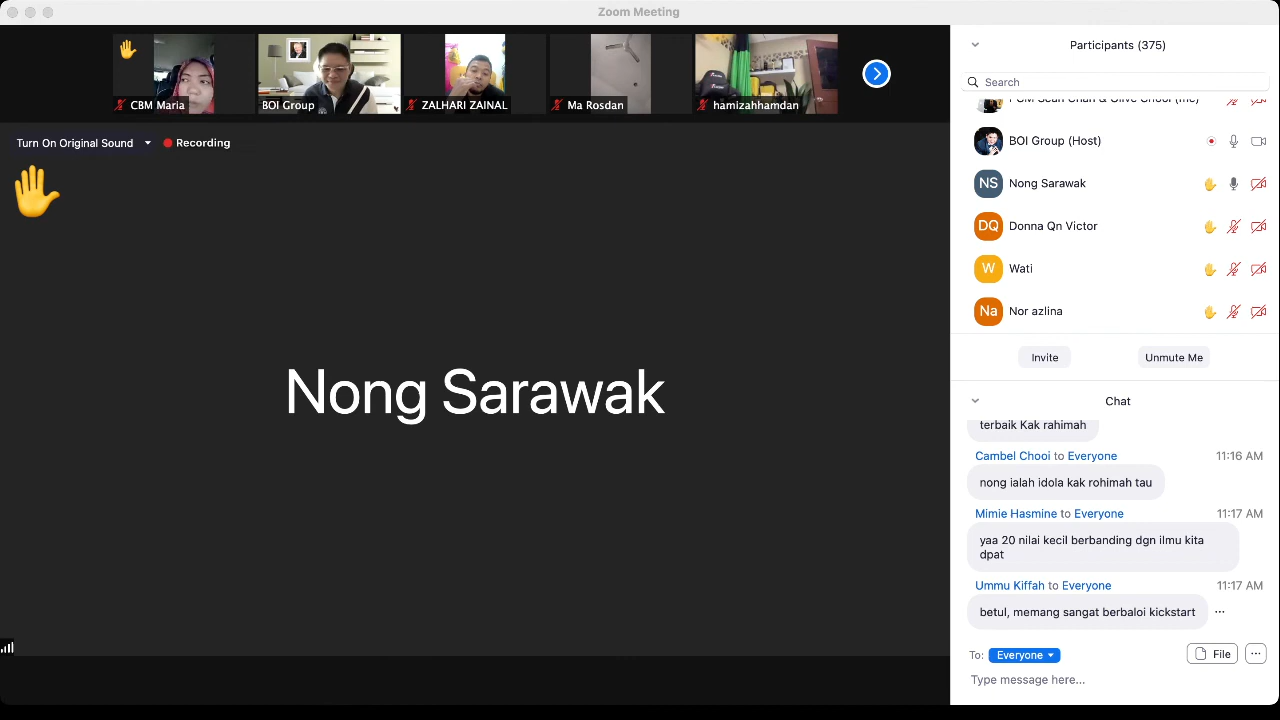 Zoom Meeting
CBM Maria
BOI Group
ZALHARI ZAINAL
Ma Rosdan
hamizahhamdan
Turn On Original Sound
Recording
Nong Sarawak
Participants (375)
Search
BOI Group (Host)
NS Nong Sarawak
DQ Donna Qn Victor
W Wati
Na Nor azlina
Invite
Unmute Me
Chat
terbaik Kak rahimah
Cambel Chooi to Everyone 11:16 AM
nong ialah idola kak rohimah tau
Mimie Hasmine to Everyone 11:17 AM
yaa 20 nilai kecil berbanding dgn ilmu kita
dpat
Ummu Kiffah to Everyone 11:17 AM
betul, memang sangat berbaloi kickstart
To: Everyone
File
Type message here...